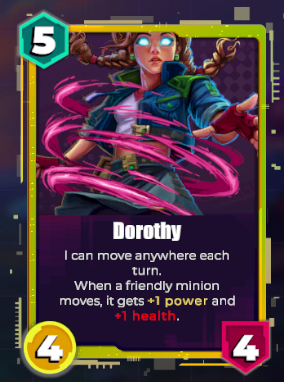 5
Dorothy
I can move anywhere each
turn.
When a friendly minion
moves, it gets +1 power and
+1 health.
4 4